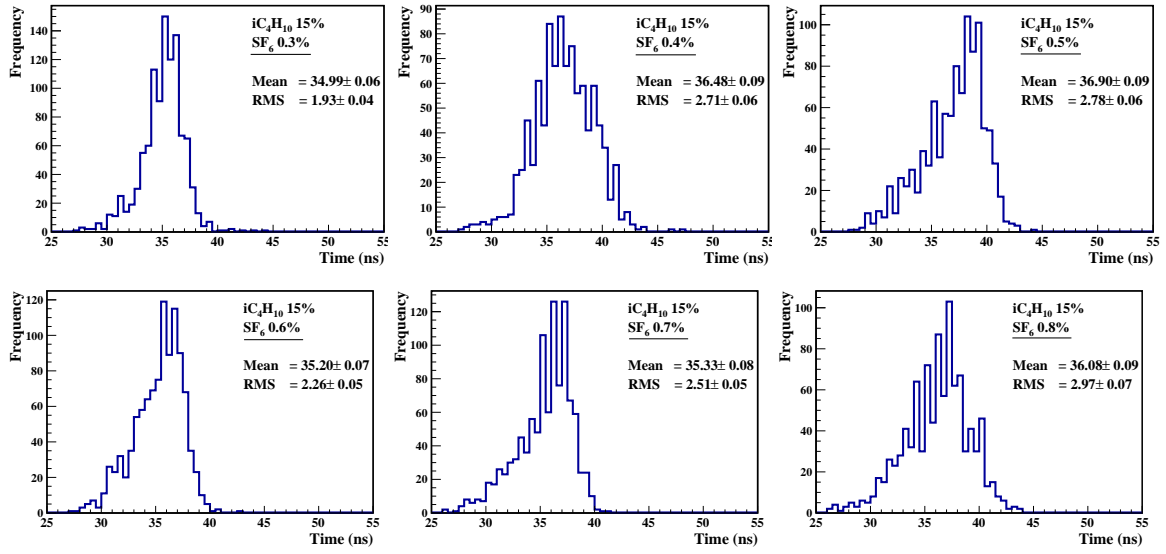 Frequency
140
120
100
80
60
40
20
0
25 30 35 40 45 50 55
Time (ns)
iC₄H₁₀ 15%
SF₆ 0.3%
Mean = 34.99± 0.06
RMS = 1.93± 0.04
Frequency
90
80
70
60
50
40
30
20
10
0
25 30 35 40 45 50 55
Time (ns)
iC₄H₁₀ 15%
SF₆ 0.4%
Mean = 36.48± 0.09
RMS = 2.71± 0.06
Frequency
100
80
60
40
20
0
25 30 35 40 45 50 55
Time (ns)
iC₄H₁₀ 15%
SF₆ 0.5%
Mean = 36.90± 0.09
RMS = 2.78± 0.06
Frequency
120
100
80
60
40
20
0
25 30 35 40 45 50 55
Time (ns)
iC₄H₁₀ 15%
SF₆ 0.6%
Mean = 35.20± 0.07
RMS = 2.26± 0.05
Frequency
120
100
80
60
40
20
0
25 30 35 40 45 50 55
Time (ns)
iC₄H₁₀ 15%
SF₆ 0.7%
Mean = 35.33± 0.08
RMS = 2.51± 0.05
Frequency
100
80
60
40
20
0
25 30 35 40 45 50 55
Time (ns)
iC₄H₁₀ 15%
SF₆ 0.8%
Mean = 36.08± 0.09
RMS = 2.97± 0.07